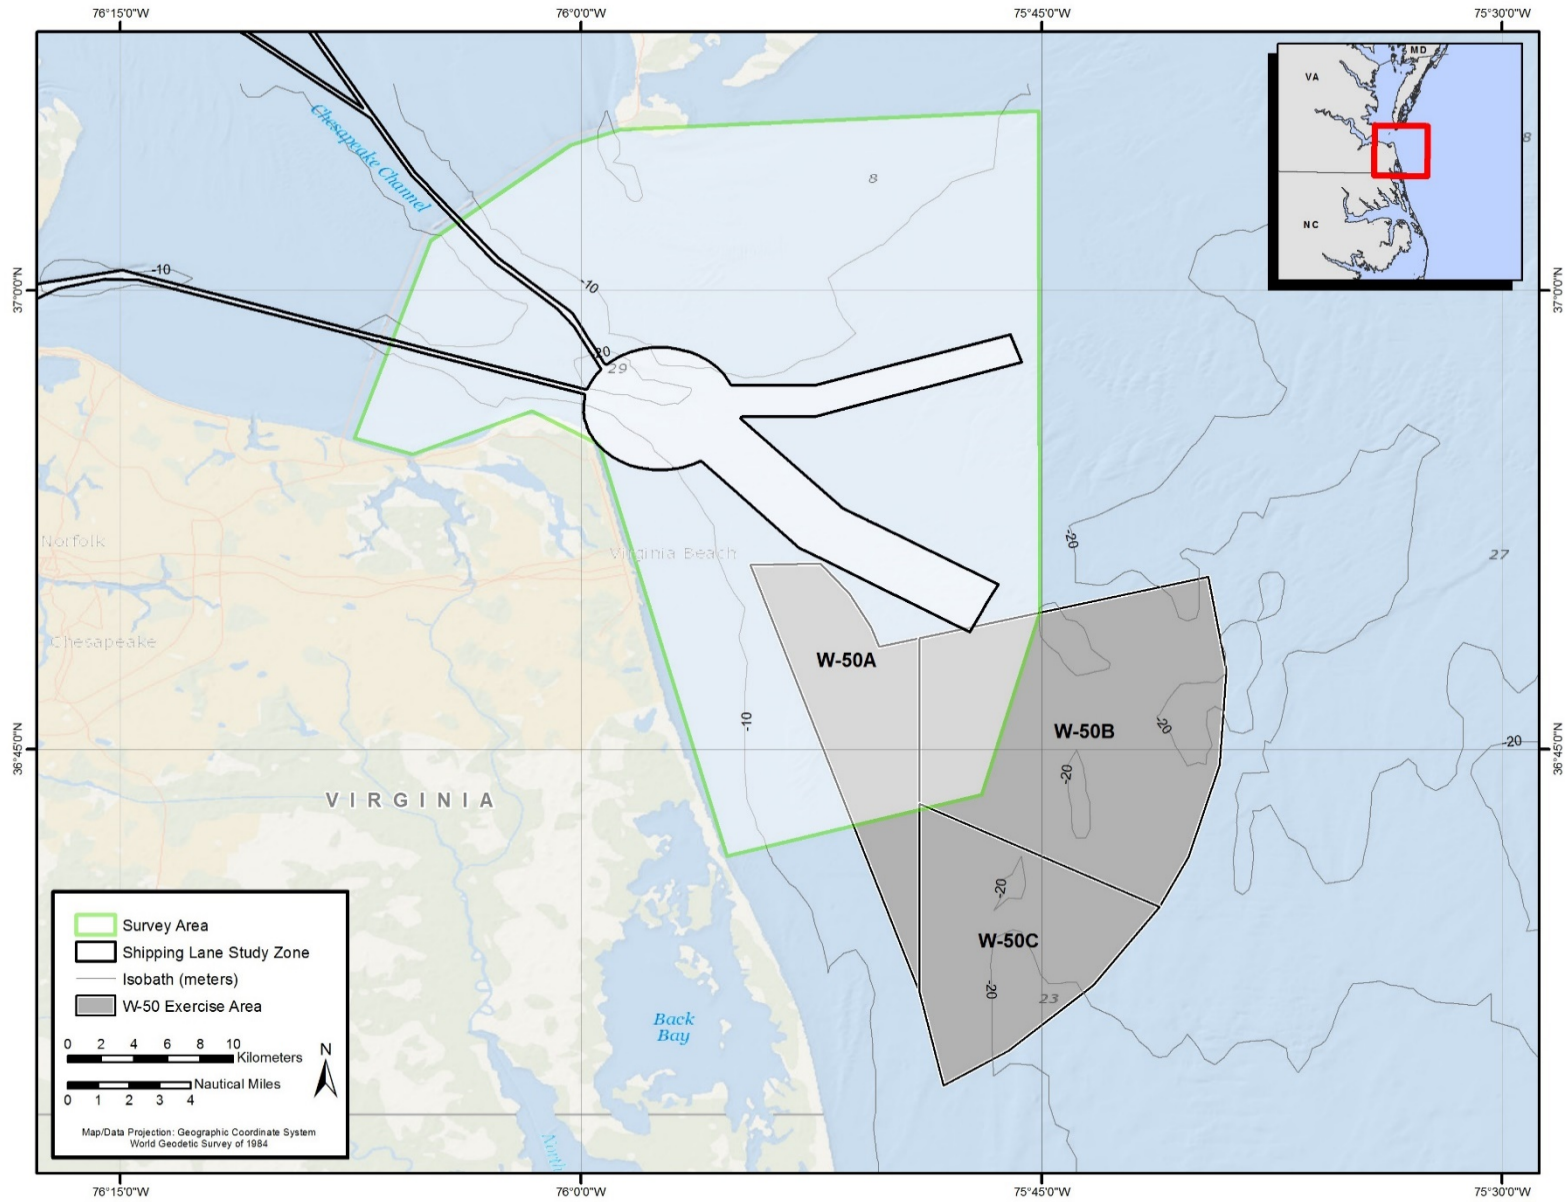 76°15'0"W
76°0'0"W
75°45'0"W
75°30'0"W
MD
VA
NC
Chesapeake Channel
8
8
37°0'0"N
37°0'0"N
-10
-10
-20
29
Norfolk
Virginia Beach
-20
27
Chesapeake
W-50A
-10
W-50B
-20
-20
-20
36°45'0"N
36°45'0"N
VIRGINIA
-20
W-50C
-20
23
Back
Bay
North
Survey Area
Shipping Lane Study Zone
Isobath (meters)
W-50 Exercise Area
0 2 4 6 8 10
Kilometers
N
Nautical Miles
0 1 2 3 4
Map/Data Projection: Geographic Coordinate System
World Geodetic Survey of 1984
76°15'0"W
76°0'0"W
75°45'0"W
75°30'0"W